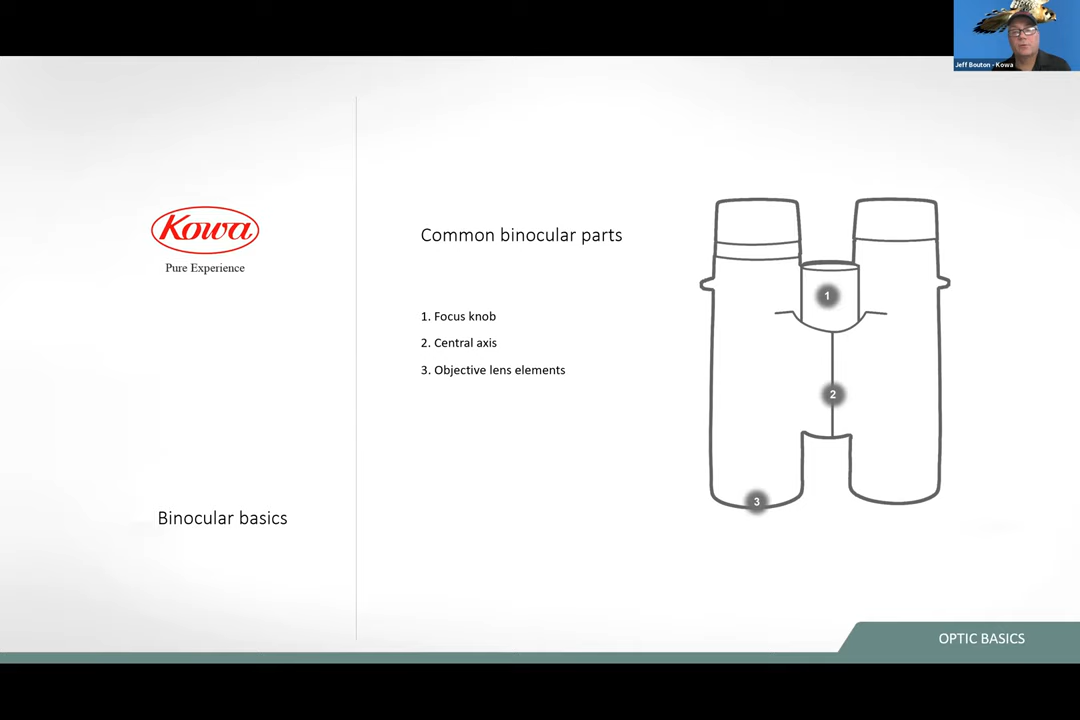 Jeff Bouton - Kowa
Kowa
Pure Experience
Binocular basics
Common binocular parts
1. Focus knob
2. Central axis
3. Objective lens elements
1
2
3
OPTIC BASICS